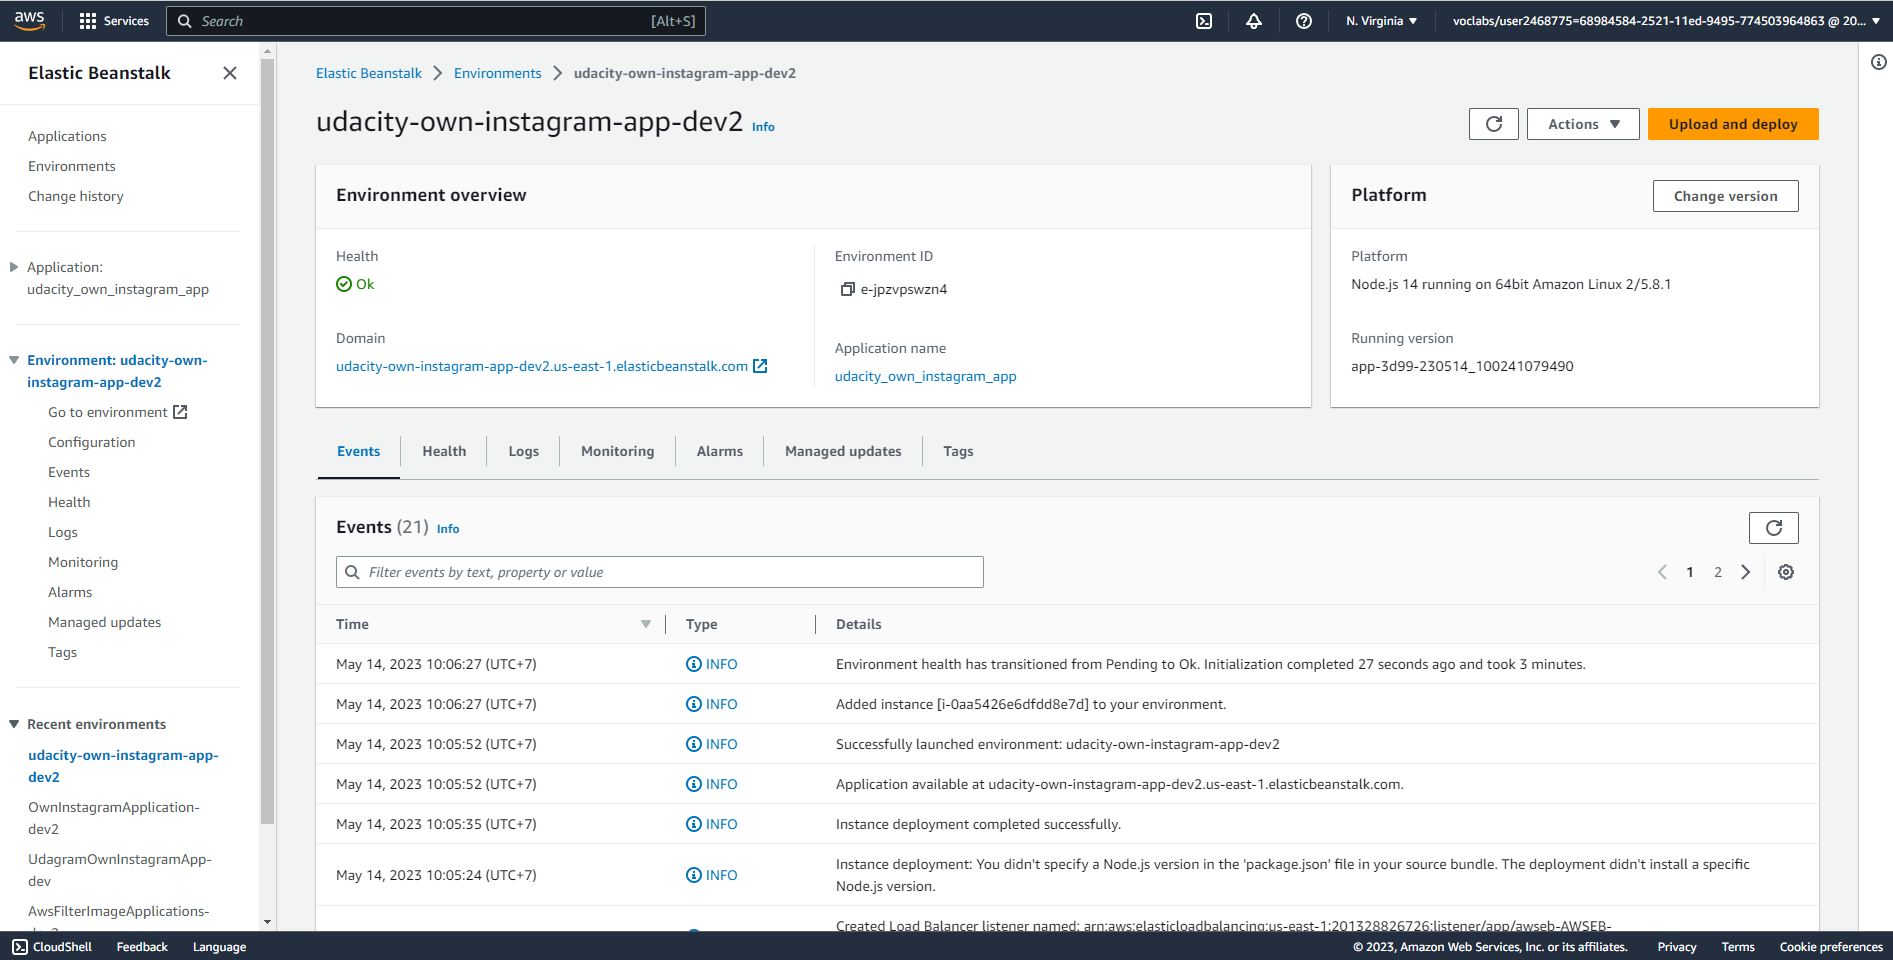 aws
Services
Search
[Alt+S]
N. Virginia
voclabs/user2468775=68984584-2521-11ed-9495-774503964863 @ 20...
Elastic Beanstalk
Applications
Environments
Change history
Application:
udacity_own_instagram_app
Environment: udacity-own-
instagram-app-dev2
Go to environment
Configuration
Events
Health
Logs
Monitoring
Alarms
Managed updates
Tags
Recent environments
udacity-own-instagram-app-
dev2
OwnInstagramApplication-
dev2
UdagramOwnInstagramApp-
dev
AwsFilterImageApplications-
Elastic Beanstalk
Environments
udacity-own-instagram-app-dev2
udacity-own-instagram-app-dev2 Info
Actions
Upload and deploy
Environment overview
Health
Ok
Domain
udacity-own-instagram-app-dev2.us-east-1.elasticbeanstalk.com
Environment ID
e-jpzvpswzn4
Application name
udacity_own_instagram_app
Platform
Change version
Platform
Node.js 14 running on 64bit Amazon Linux 2/5.8.1
Running version
app-3d99-230514_100241079490
Events Health Logs Monitoring Alarms Managed updates Tags
Events (21) Info
Filter events by text, property or value
1 2
Time Type Details
May 14, 2023 10:06:27 (UTC+7) INFO Environment health has transitioned from Pending to Ok. Initialization completed 27 seconds ago and took 3 minutes.
May 14, 2023 10:06:27 (UTC+7) INFO Added instance [i-0aa5426e6dfdd8e7d] to your environment.
May 14, 2023 10:05:52 (UTC+7) INFO Successfully launched environment: udacity-own-instagram-app-dev2
May 14, 2023 10:05:52 (UTC+7) INFO Application available at udacity-own-instagram-app-dev2.us-east-1.elasticbeanstalk.com.
May 14, 2023 10:05:35 (UTC+7) INFO Instance deployment completed successfully.
May 14, 2023 10:05:24 (UTC+7) INFO Instance deployment: You didn't specify a Node.js version in the 'package.json' file in your source bundle. The deployment didn't install a specific
Node.js version.
Created Load Balancer listener named: arn:aws:elasticloadbalancing:us-east-1:201328826726:listener/app/awseb-AWSEB-
CloudShell
Feedback
Language
© 2023, Amazon Web Services, Inc. or its affiliates.
Privacy
Terms
Cookie preferences